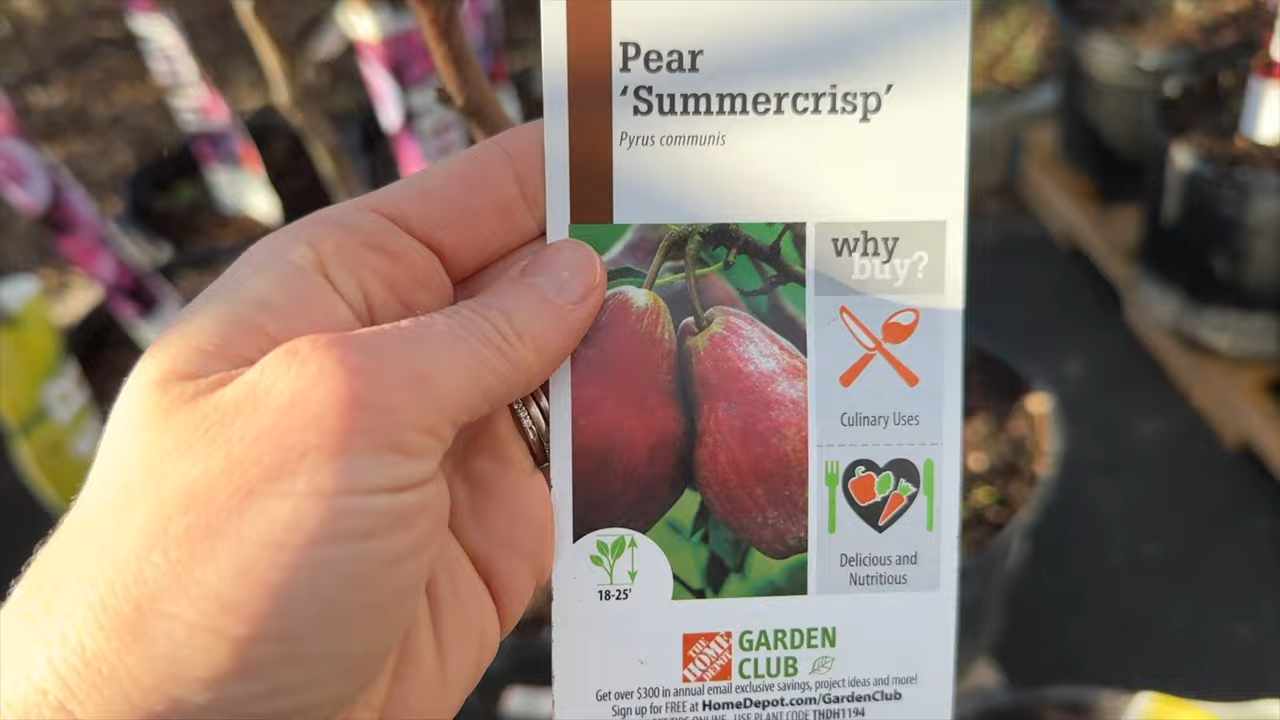 Pear
‘Summercrisp’
Pyrus communis
why
buy?
Culinary Uses
Delicious and
Nutritious
18-25'
THE
HOME
DEPOT
GARDEN
CLUB
Get over $300 in annual email exclusive savings, project ideas and more!
Sign up for FREE at HomeDepot.com/GardenClub
TIPS ONLINE USE PLANT CODE THDH1194